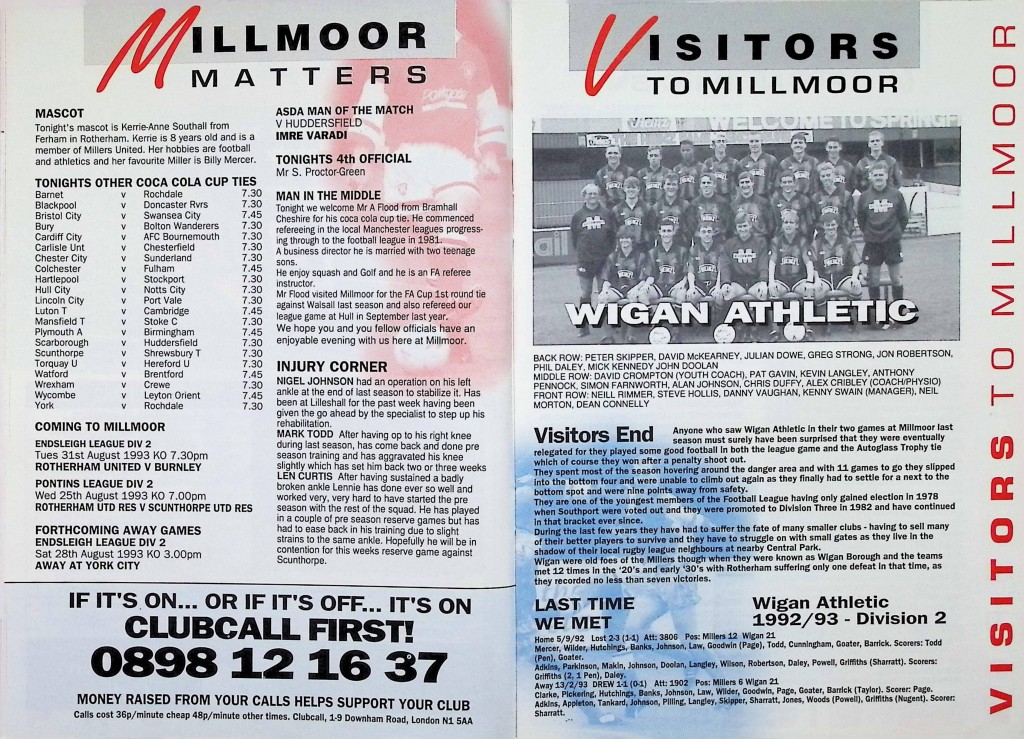 MILLMOOR
MATTERS
MASCOT
Tonight's mascot is Kerrie-Anne Southall from
Ferham in Rotherham. Kerrie is 8 years old and is a
member of Millers United. Her hobbies are football
and athletics and her favourite Miller is Billy Mercer.
TONIGHTS OTHER COCA COLA CUP TIES
Barnet v Rochdale 7.30
Blackpool v Doncaster Rvrs 7.30
Bristol City v Swansea City 7.45
Bury v Bolton Wanderers 7.30
Cardiff City v AFC Bournemouth 7.30
Carlisle Unt v Chesterfield 7.30
Chester City v Sunderland 7.30
Colchester v Fulham 7.45
Hartlepool v Stockport 7.30
Hull City v Notts City 7.30
Lincoln City v Port Vale 7.30
Luton T v Cambridge 7.45
Mansfield T v Stoke C 7.30
Plymouth A v Birmingham 7.45
Scarborough v Huddersfield 7.30
Scunthorpe v Shrewsbury T 7.30
Torquay U v Hereford U 7.30
Watford v Brentford 7.45
Wrexham v Crewe 7.30
Wycombe v Leyton Orient 7.45
York v Rochdale 7.30
COMING TO MILLMOOR
ENDSLEIGH LEAGUE DIV 2
Tues 31st August 1993 KO 7.30pm
ROTHERHAM UNITED V BURNLEY
PONTINS LEAGUE DIV 2
Wed 25th August 1993 KO 7.00pm
ROTHERHAM UTD RES V SCUNTHORPE UTD RES
FORTHCOMING AWAY GAMES
ENDSLEIGH LEAGUE DIV 2
Sat 28th August 1993 KO 3.00pm
AWAY AT YORK CITY
ASDA MAN OF THE MATCH
V HUDDERSFIELD
IMRE VARADI
TONIGHTS 4th OFFICIAL
Mr S. Proctor-Green
MAN IN THE MIDDLE
Tonight we welcome Mr A Flood from Bramhall
Cheshire for his coca cola cup tie. He commenced
refereeing in the local Manchester leagues progress-
ing through to the football league in 1981.
A business director he is married with two teenage
sons.
He enjoy squash and Golf and he is an FA referee
instructor.
Mr Flood visited Millmoor for the FA Cup 1st round tie
against Walsall last season and also refereed our
league game at Hull in September last year.
We hope you and you fellow officials have an
enjoyable evening with us here at Millmoor.
INJURY CORNER
NIGEL JOHNSON had an operation on his left
ankle at the end of last season to stabilize it. Has
been at Lilleshall for the past week having been
given the go ahead by the specialist to step up his
rehabilitation.
MARK TODD After having op to his right knee
during last season, has come back and done pre
season training and has aggravated his knee
slightly which has set him back two or three weeks
LEN CURTIS After having sustained a badly
broken ankle Lennie has done ever so well and
worked very, very hard to have started the pre
season with the rest of the squad. He has played
in a couple of pre season reserve games but has
had to ease back in his training due to slight
strains to the same ankle. Hopefully he will be in
contention for this weeks reserve game against
Scunthorpe.
IF IT'S ON... OR IF IT'S OFF... IT'S ON
CLUBCALL FIRST!
0898 12 16 37
MONEY RAISED FROM YOUR CALLS HELPS SUPPORT YOUR CLUB
Calls cost 36p/minute cheap 48p/minute other times. Clubcall, 1-9 Downham Road, London N1 5AA
VISITORS
TO MILLMOOR
WELCOME TO SPRINGF
WIGAN ATHLETIC
BACK ROW: PETER SKIPPER, DAVID McKEARNEY, JULIAN DOWE, GREG STRONG, JON ROBERTSON,
PHIL DALEY, MICK KENNEDY JOHN DOOLAN
MIDDLE ROW: DAVID CROMPTON (YOUTH COACH), PAT GAVIN, KEVIN LANGLEY, ANTHONY
PENNOCK, SIMON FARNWORTH, ALAN JOHNSON, CHRIS DUFFY, ALEX CRIBLEY (COACH/PHYSIO)
FRONT ROW: NEILL RIMMER, STEVE HOLLIS, DANNY VAUGHAN, KENNY SWAIN (MANAGER), NEIL
MORTON, DEAN CONNELLY
Visitors End Anyone who saw Wigan Athletic in their two games at Millmoor last
season must surely have been surprised that they were eventually
relegated for they played some good football in both the league game and the Autoglass Trophy tie
which of course they won after a penalty shoot out.
They spent most of the season hovering around the danger area and with 11 games to go they slipped
into the bottom four and were unable to climb out again as they finally had to settle for a next to the
bottom spot and were nine points away from safety.
They are one of the youngest members of the Football League having only gained election in 1978
when Southport were voted out and they were promoted to Division Three in 1982 and have continued
in that bracket ever since.
During the last few years they have had to suffer the fate of many smaller clubs - having to sell many
of their better players to survive and they have to struggle on with small gates as they live in the
shadow of their local rugby league neighbours at nearby Central Park.
Wigan were old foes of the Millers though when they were known as Wigan Borough and the teams
met 12 times in the '20's and early '30's with Rotherham suffering only one defeat in that time, as
they recorded no less than seven victories.
LAST TIME
WE MET
Wigan Athletic
1992/93 - Division 2
Home 5/9/92 Lost 2-3 (1-1) Att: 3806 Pos: Millers 12 Wigan 21
Mercer, Wilder, Hutchings, Banks, Johnson, Law, Goodwin (Page), Todd, Cunningham, Goater, Barrick. Scorers: Todd
(Pen), Goater.
Adkins, Parkinson, Makin, Johnson, Doolan, Langley, Wilson, Robertson, Daley, Powell, Griffiths (Sharratt). Scorers:
Griffiths (2, 1 Pen), Daley.
Away 13/2/93 DREW 1-1 (0-1) Att: 1902 Pos: Millers 6 Wigan 21
Clarke, Pickering, Hutchings, Banks, Johnson, Law, Wilder, Goodwin, Page, Goater, Barrick (Taylor). Scorer: Page.
Adkins, Appleton, Tankard, Johnson, Pilling, Langley, Skipper, Sharratt, Jones, Woods (Powell), Griffiths (Nugent). Scorer:
Sharratt.
VISITORS TO MILLMOOR